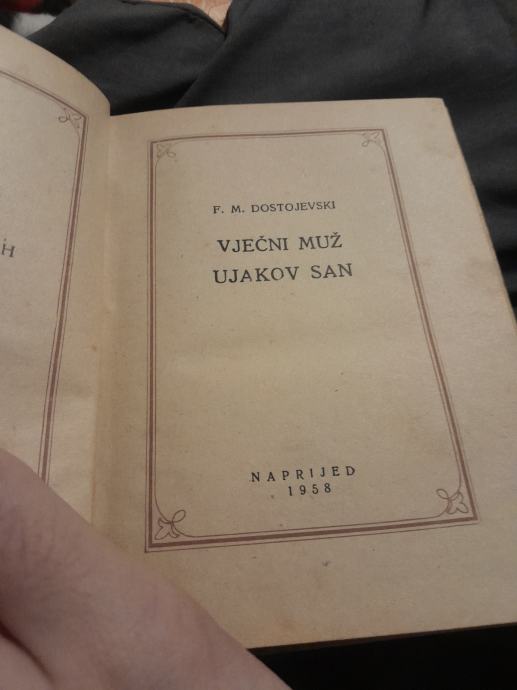 F. M. DOSTOJEVSKI
VJEČNI MUŽ
UJAKOV SAN
NAPRIJED
1958